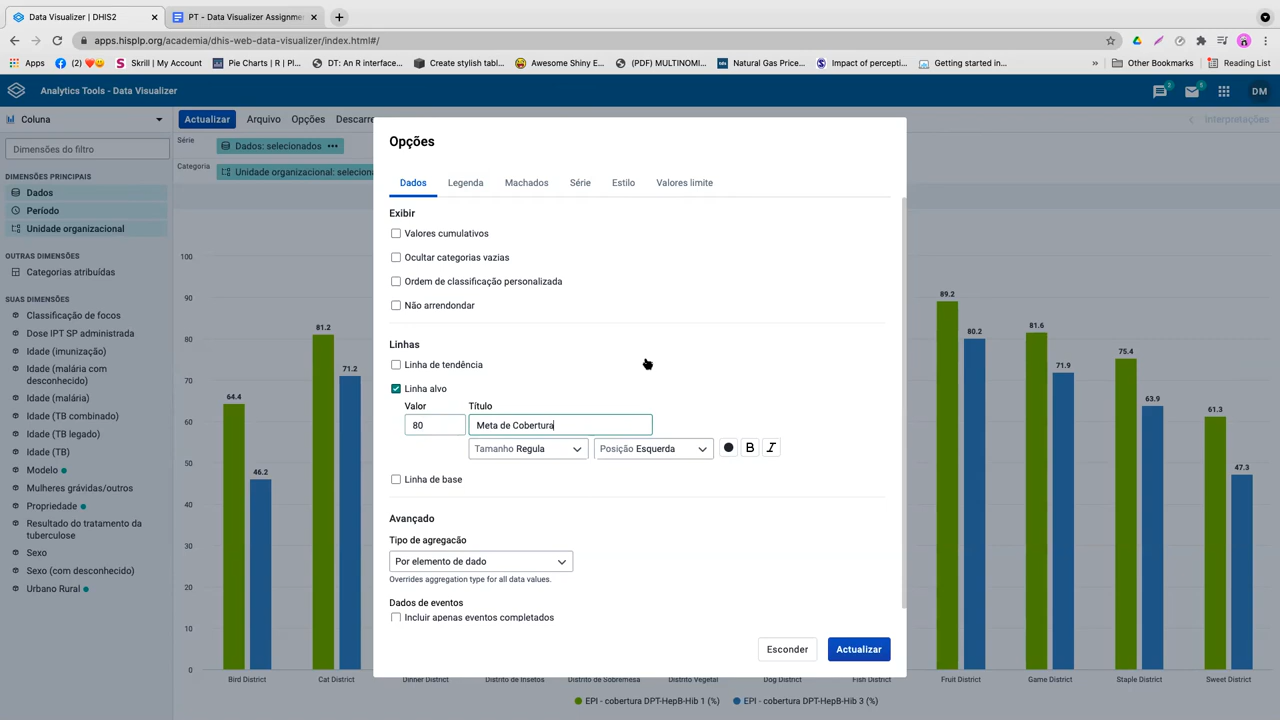 Data Visualizer | DHIS2
PT - Data Visualizer Assignme
apps.hisplp.org/academia/dhis-web-data-visualizer/index.html#/
Apps
(2)
Skrill | My Account
Pie Charts | R | Pl...
DT: An R interface...
Create stylish tabl...
Awesome Shiny E...
(PDF) MULTINOMI...
Natural Gas Price...
Impact of percepti...
Getting started in...
»
Other Bookmarks
Reading List
Analytics Tools - Data Visualizer
2
5
DM
Coluna
Actualizar
Arquivo
Opções
Interpretações
Série
Dados: selecionados
Categoria
Dimensões do filtro
DIMENSÕES PRINCIPAIS
Dados
Período
Unidade organizacional
OUTRAS DIMENSÕES
Categorias atribuídas
SUAS DIMENSÕES
Classificação de focos
Dose IPT SP administrada
Idade (imunização)
Idade (malária com
desconhecido)
Idade (malária)
Idade (TB combinado)
Idade (TB legado)
Idade (TB)
Modelo
Mulheres grávidas/outros
Propriedade
Resultado do tratamento da
tuberculose
Sexo
Sexo (com desconhecido)
Urbano Rural
Opções
Dados
Legenda
Machados
Série
Estilo
Valores limite
Exibir
Valores cumulativos
Ocultar categorias vazias
Ordem de classificação personalizada
Não arrendondar
Linhas
Linha de tendência
Linha alvo
Valor
Título
80
Meta de Cobertura
Tamanho Regula
Posição Esquerda
B
I
Linha de base
Avançado
Tipo de agregacão
Por elemento de dado
Overrides aggregation type for all data values.
Dados de eventos
Incluir apenas eventos completados
Esconder
Actualizar
100
90
80
70
60
50
40
30
20
10
0
64.4
46.2
81.2
71.2
89.2
80.2
81.6
71.9
75.4
63.9
61.3
47.3
Bird District
Cat District
Dinner District
Distrito de Insetos
Distrito de Sobremesa
Distrito Vegetal
Dog District
Fish District
Fruit District
Game District
Staple District
Sweet District
EPI - cobertura DPT-HepB-Hib 1 (%)
EPI - cobertura DPT-HepB-Hib 3 (%)